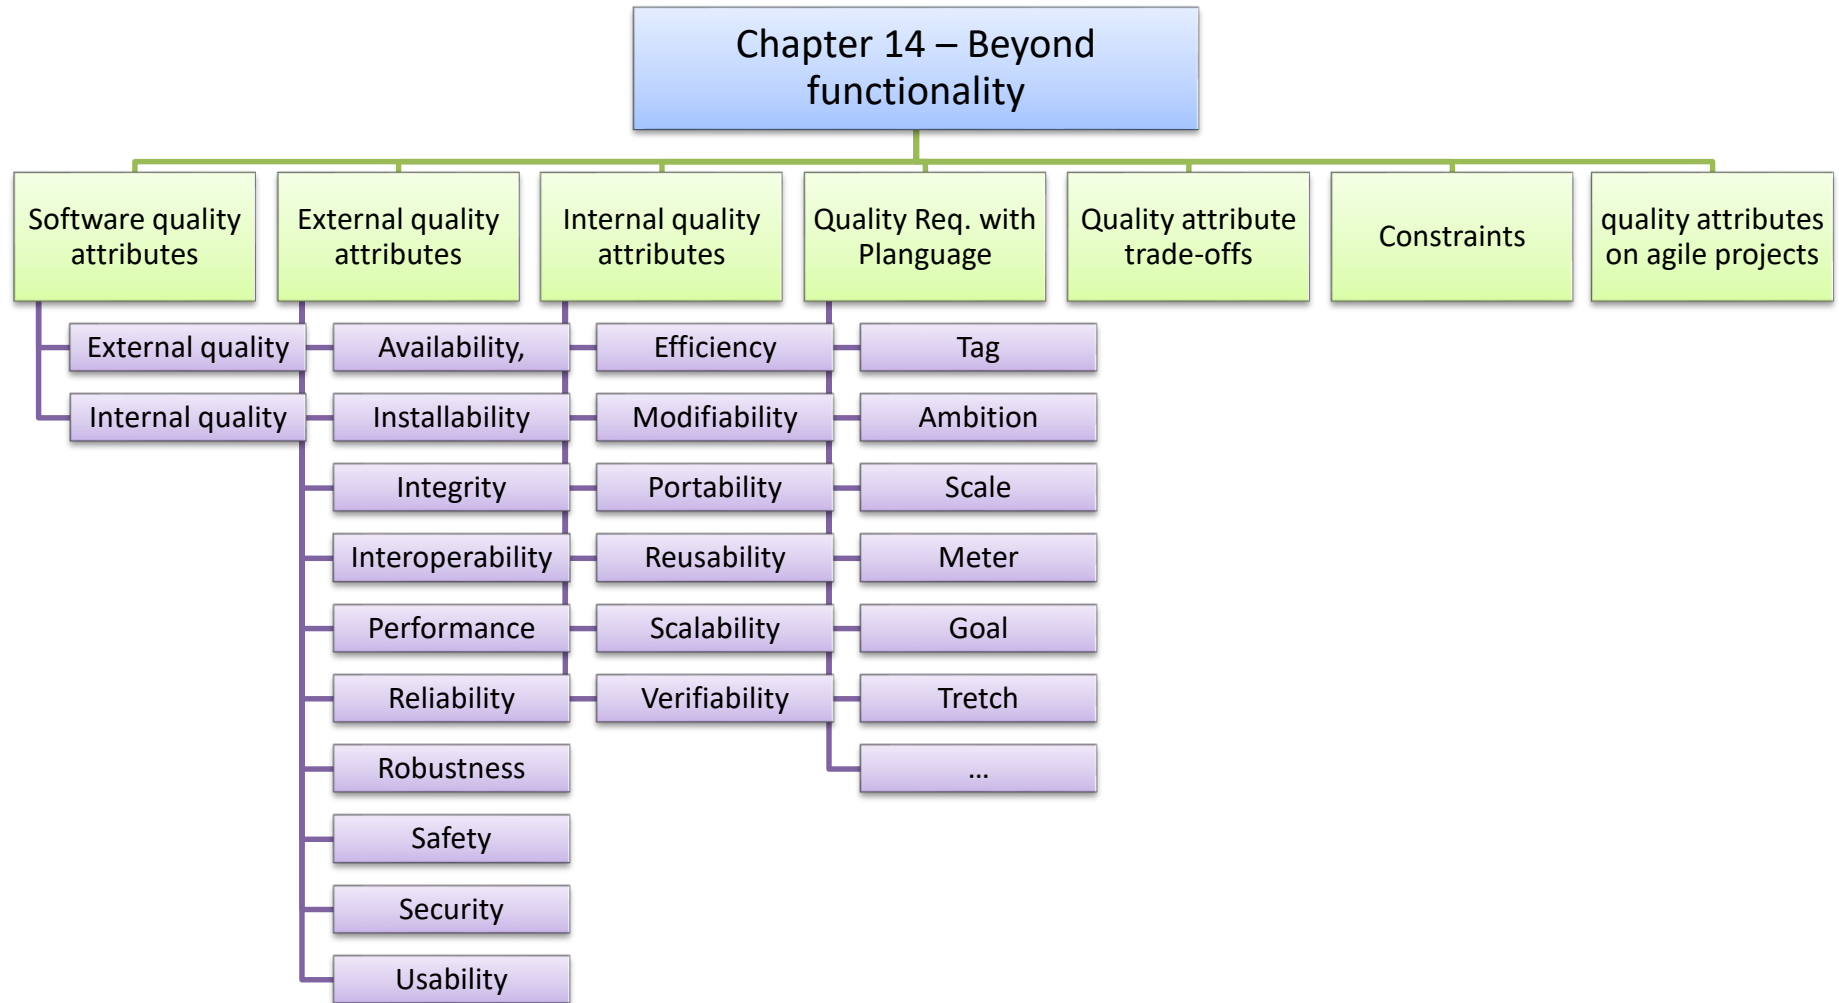 Chapter 14 – Beyond
functionality
Software quality
attributes
External quality
Internal quality
External quality
attributes
Availability,
Installability
Integrity
Interoperability
Performance
Reliability
Robustness
Safety
Security
Usability
Internal quality
attributes
Efficiency
Modifiability
Portability
Reusability
Scalability
Verifiability
Quality Req. with
Planguage
Tag
Ambition
Scale
Meter
Goal
Tretch
...
Quality attribute
trade-offs
Constraints
quality attributes
on agile projects